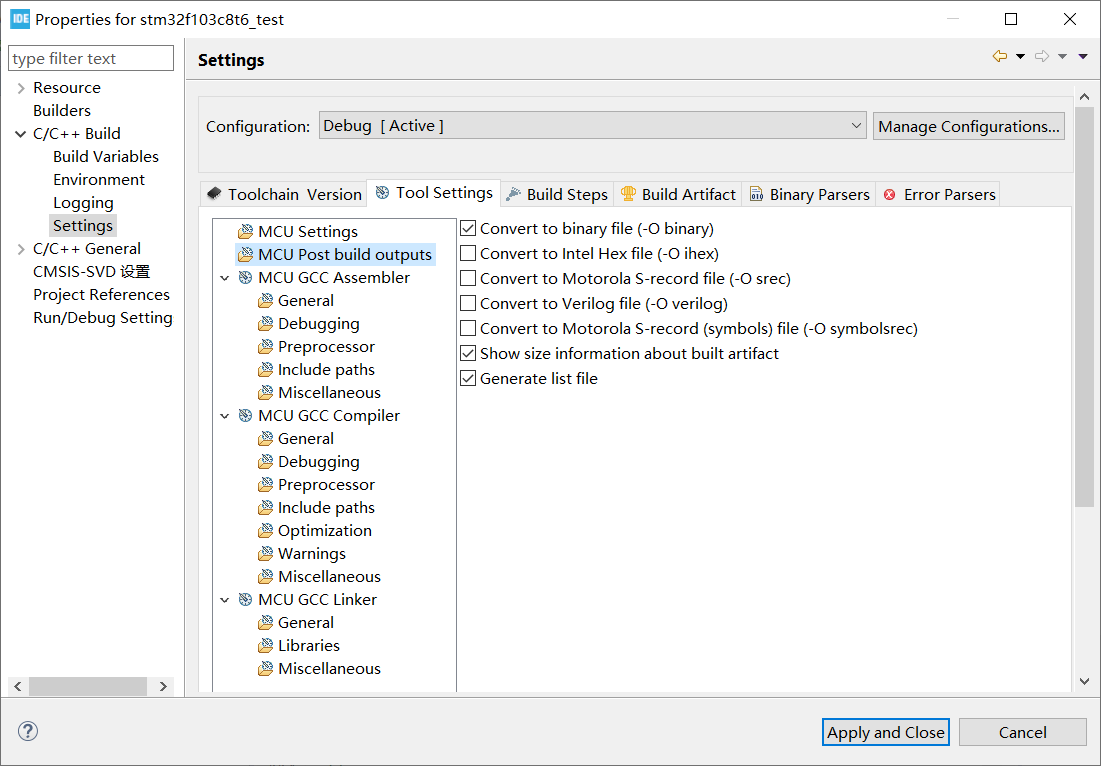 IDE Properties for stm32f103c8t6_test
type filter text
Resource
Builders
C/C++ Build
Build Variables
Environment
Logging
Settings
C/C++ General
CMSIS-SVD 设置
Project References
Run/Debug Setting
Settings
Configuration: Debug [ Active ] Manage Configurations...
Toolchain Version Tool Settings Build Steps Build Artifact Binary Parsers Error Parsers
MCU Settings
MCU Post build outputs
MCU GCC Assembler
General
Debugging
Preprocessor
Include paths
Miscellaneous
MCU GCC Compiler
General
Debugging
Preprocessor
Include paths
Optimization
Warnings
Miscellaneous
MCU GCC Linker
General
Libraries
Miscellaneous
Convert to binary file (-O binary)
Convert to Intel Hex file (-O ihex)
Convert to Motorola S-record file (-O srec)
Convert to Verilog file (-O verilog)
Convert to Motorola S-record (symbols) file (-O symbolsrec)
Show size information about built artifact
Generate list file
Apply and Close Cancel